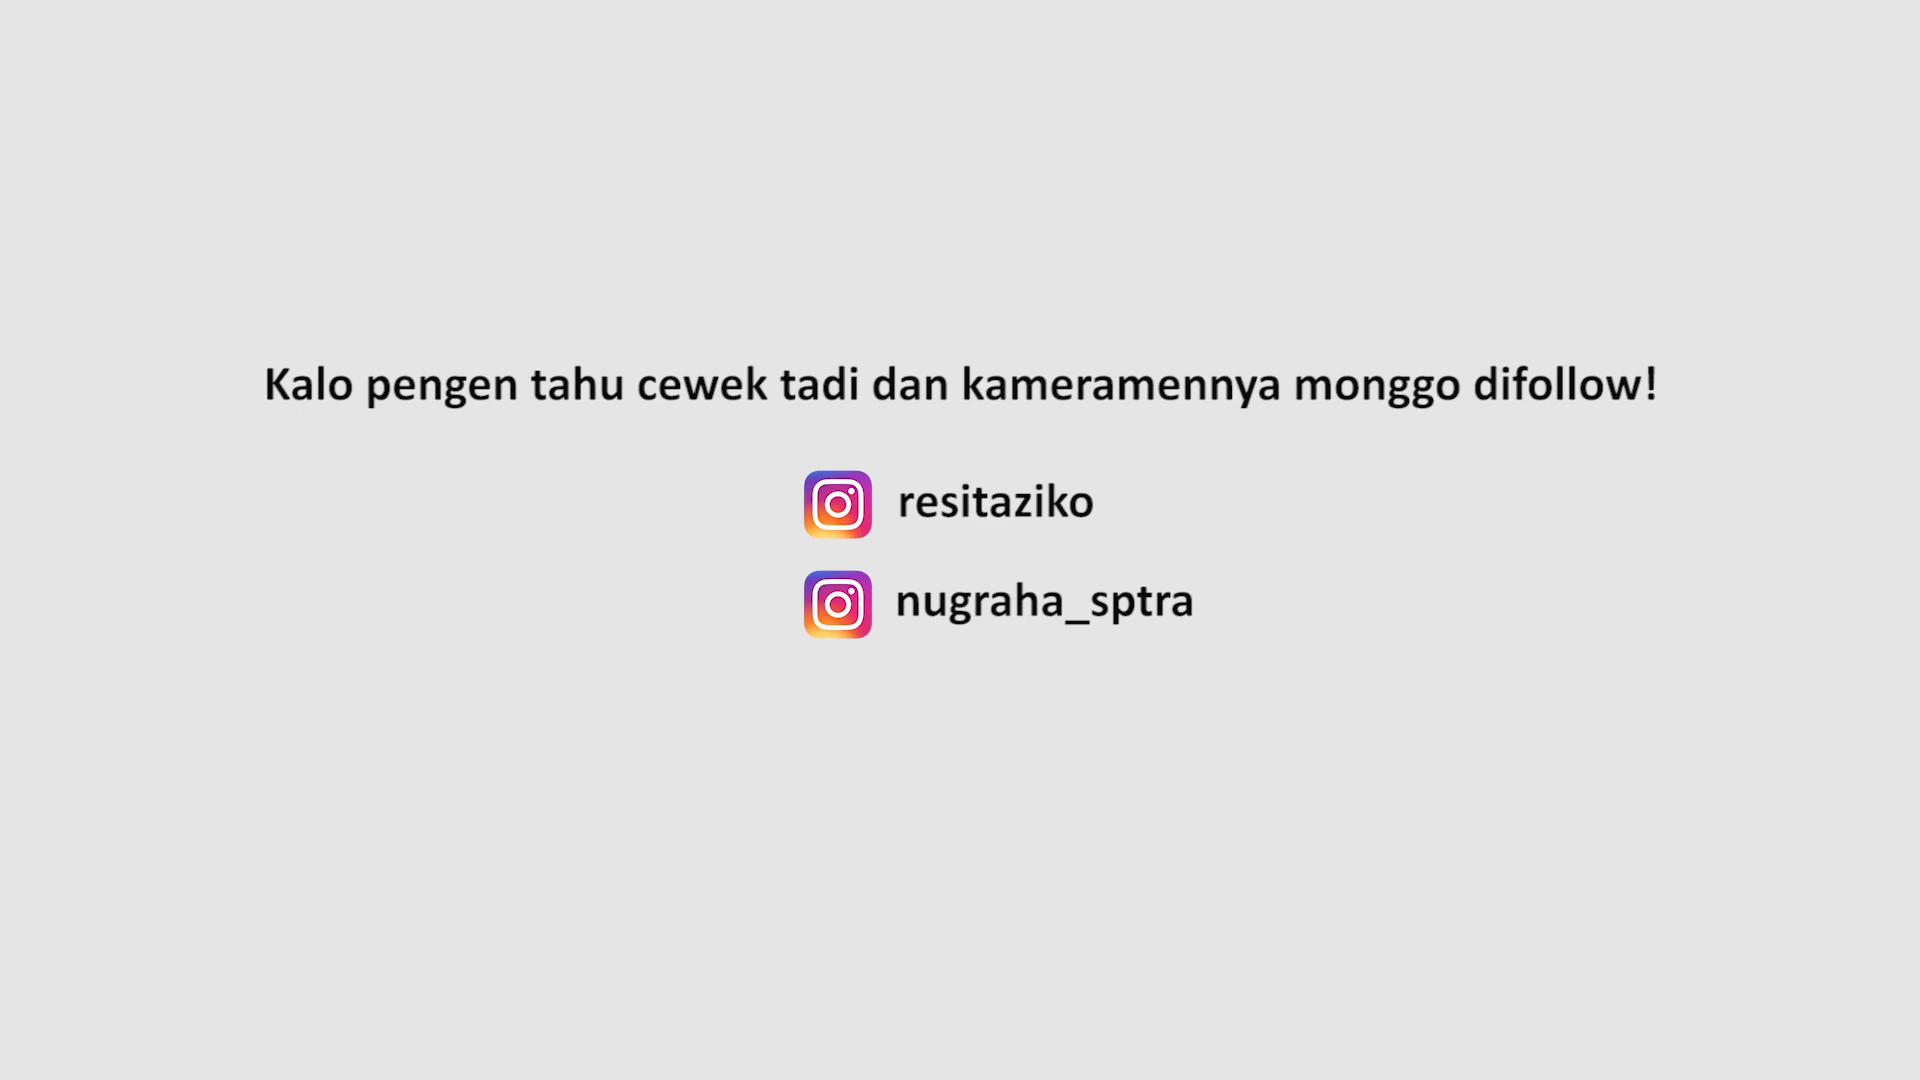 Kalo pengen tahu cewek tadi dan kameramennya monggo difollow!
resitaziko
nugraha_sptra